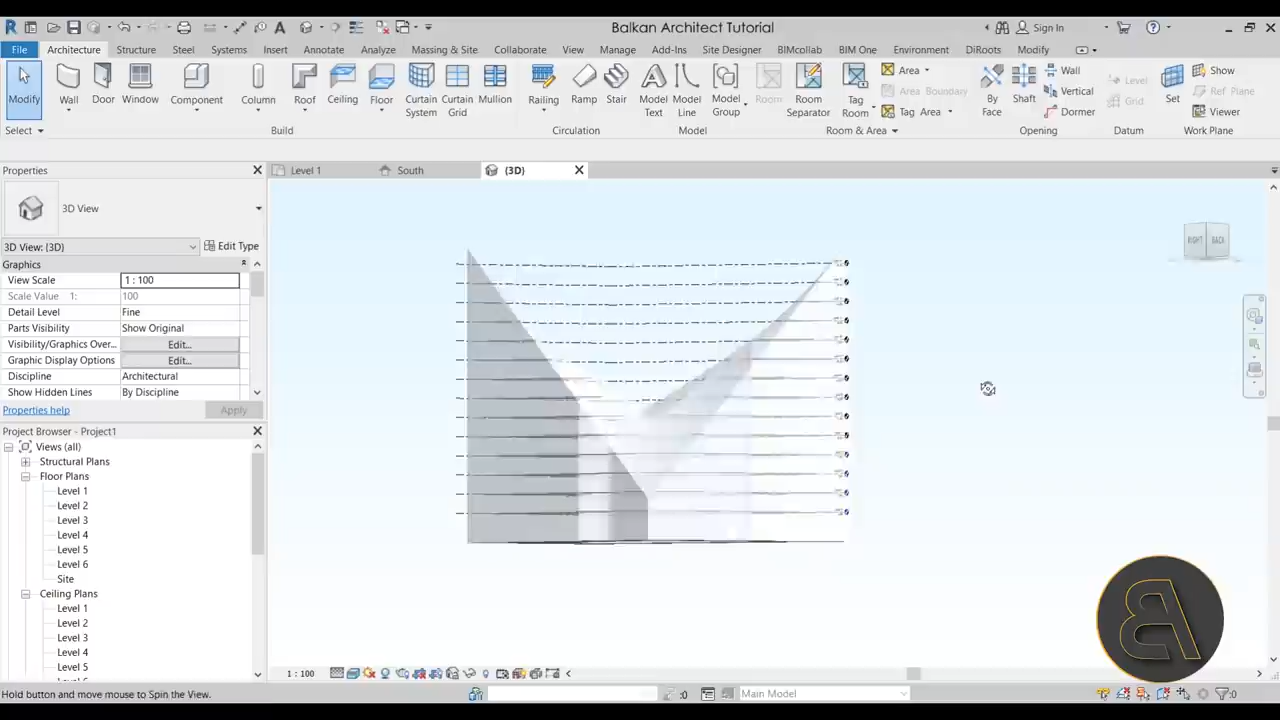 Balkan Architect Tutorial
Sign In
File Architecture Structure Steel Systems Insert Annotate Analyze Massing & Site Collaborate View Manage Add-Ins Site Designer BIMcollab BIM One Environment DiRoots Modify
Modify Wall Door Window Component Column Roof Ceiling Floor Curtain System Curtain Grid Mullion Railing Ramp Stair Model Text Model Line Model Group Room Room Separator Tag Room Area Area Boundary Tag Area By Face Shaft Wall Vertical Dormer Level Grid Set Show Ref Plane Viewer
Select Build Circulation Model Room & Area Opening Datum Work Plane
Properties
Level 1 South (3D)
3D View
3D View: {3D} Edit Type
Graphics
View Scale 1 : 100
Scale Value 1: 100
Detail Level Fine
Parts Visibility Show Original
Visibility/Graphics Over... Edit...
Graphic Display Options Edit...
Discipline Architectural
Show Hidden Lines By Discipline
Properties help Apply
Project Browser - Project1
Views (all)
Structural Plans
Floor Plans
Level 1
Level 2
Level 3
Level 4
Level 5
Level 6
Site
Ceiling Plans
Level 1
Level 2
Level 3
Level 4
Level 5
RIGHT BACK
1 : 100
Hold button and move mouse to Spin the View.
:0 Main Model :0